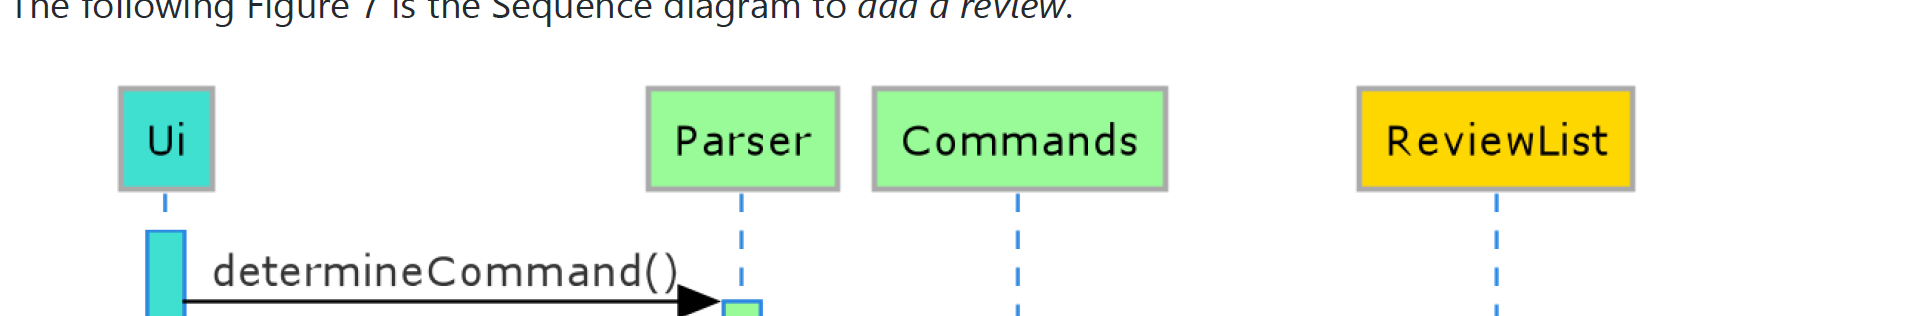 The following Figure 7 is the Sequence diagram to add a review.
Ui
Parser
Commands
ReviewList
determineCommand()